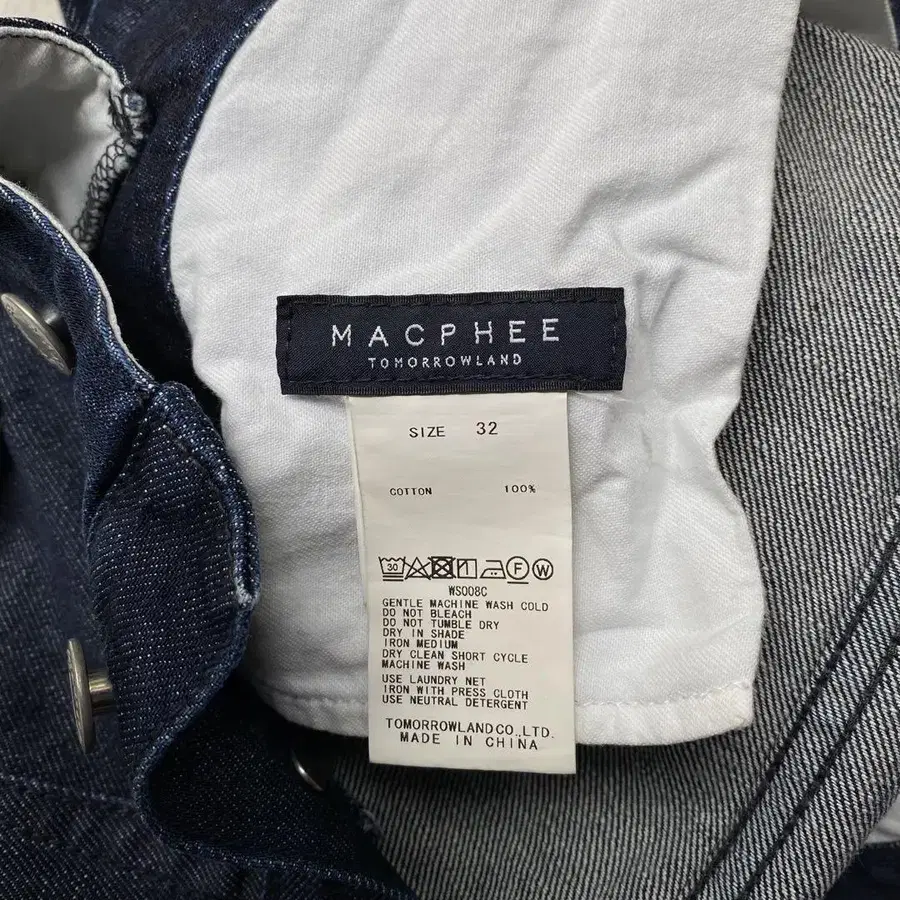 MACPHEE
TOMORROWLAND
SIZE 32
COTTON 100%
30 F W
WS008C
GENTLE MACHINE WASH COLD
DO NOT BLEACH
DO NOT TUMBLE DRY
DRY IN SHADE
IRON MEDIUM
DRY CLEAN SHORT CYCLE
MACHINE WASH
USE LAUNDRY NET
IRON WITH PRESS CLOTH
USE NEUTRAL DETERGENT
TOMORROWLAND CO.,LTD.
MADE IN CHINA